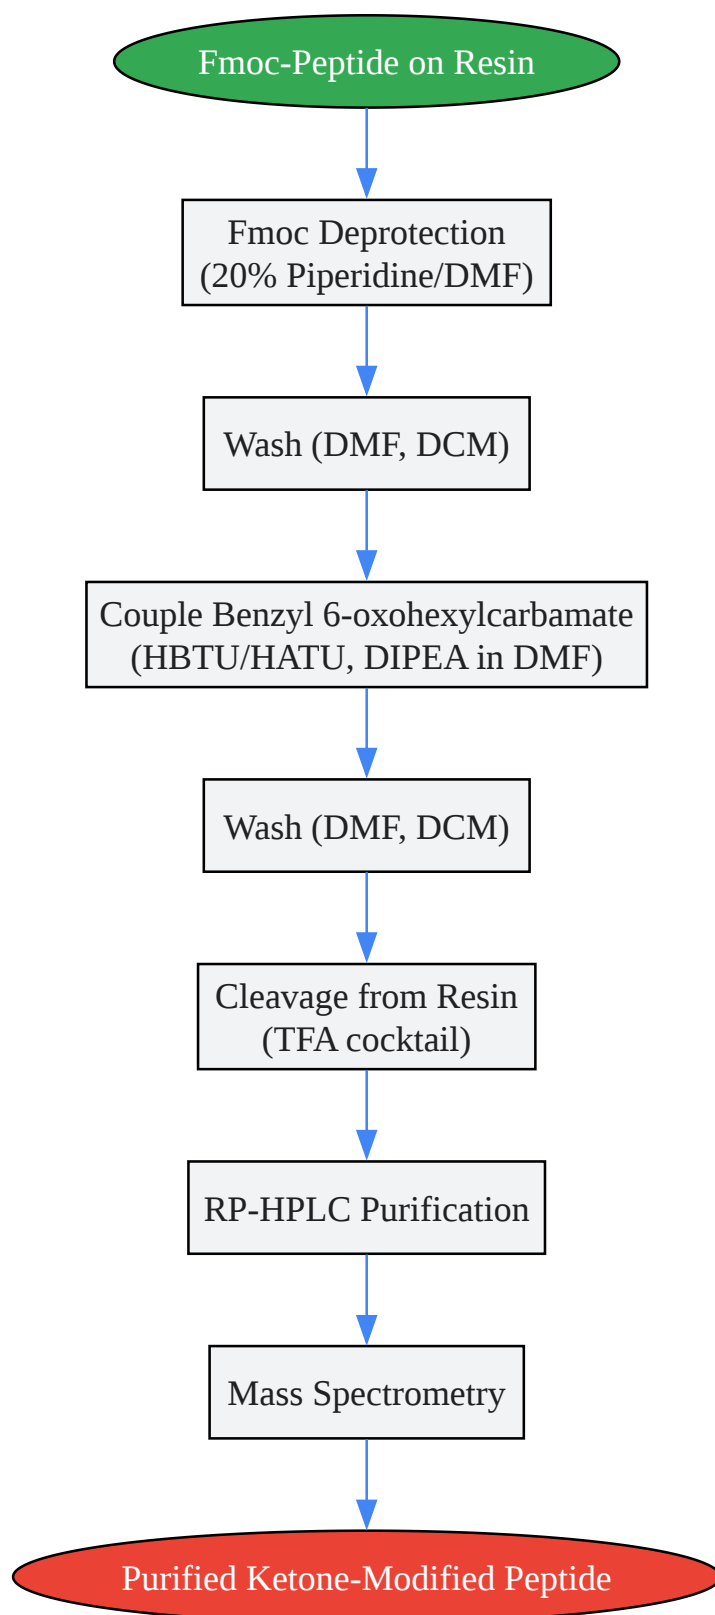 Fmoc-Peptide on Resin
Fmoc Deprotection
(20% Piperidine/DMF)
Wash (DMF, DCM)
Couple Benzyl 6-oxohexylcarbamate
(HBTU/HATU, DIPEA in DMF)
Wash (DMF, DCM)
Cleavage from Resin
(TFA cocktail)
RP-HPLC Purification
Mass Spectrometry
Purified Ketone-Modified Peptide